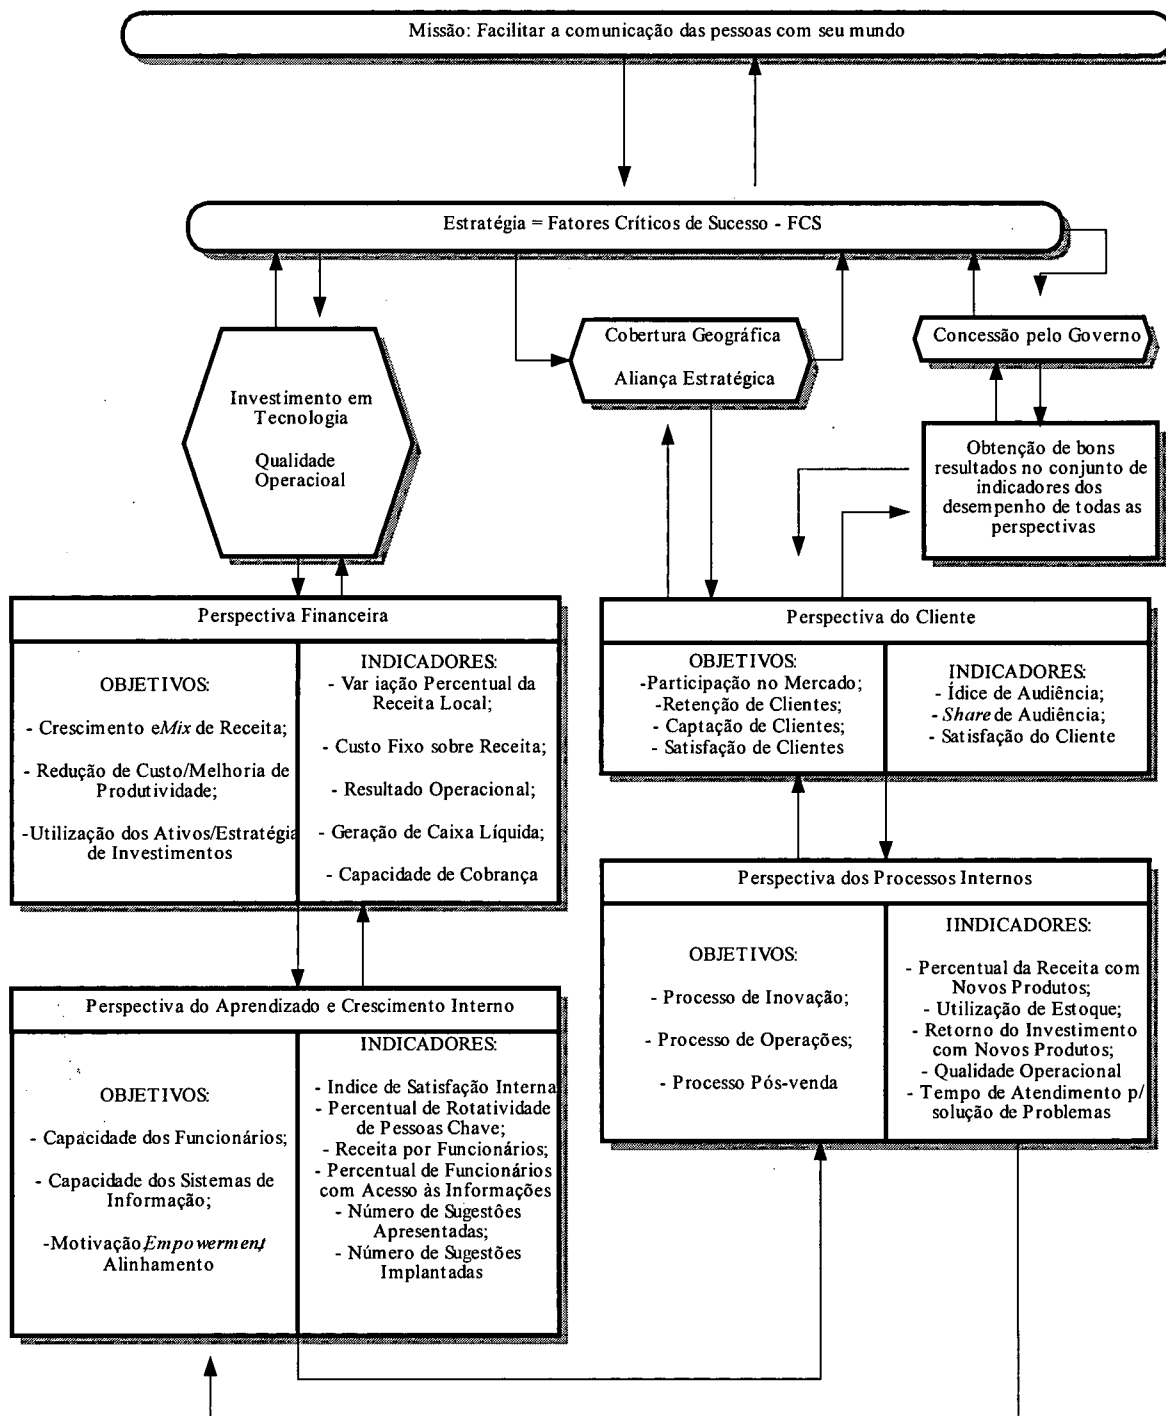 Missão: Facilitar a comunicação das pessoas com seu mundo
Estratégia = Fatores Críticos de Sucesso - FCS
Investimento em
Tecnologia
Qualidade
Operacioal
Cobertura Geográfica
Aliança Estratégica
Concessão pelo Governo
Obtenção de bons
resultados no conjunto de
indicadores dos
desempenho de todas as
perspectivas
Perspectiva Financeira
OBJETIVOS:
- Crescimento e Mix de Receita;
- Redução de Custo/Melhoria de
Produtividade;
-Utilização dos Ativos/Estratégia
de Investimentos
INDICADORES:
- Var iação Percentual da
Receita Local;
- Custo Fixo sobre Receita;
- Resultado Operacional;
- Geração de Caixa Líquida;
- Capacidade de Cobrança
Perspectiva do Cliente
OBJETIVOS:
-Participação no Mercado;
-Retenção de Clientes;
- Captação de Clientes;
- Satisfação de Clientes
INDICADORES:
- Ídice de Audiência;
- Share de Audiência;
- Satisfação do Cliente
Perspectiva do Aprendizado e Crescimento Interno
OBJETIVOS:
- Capacidade dos Funcionários;
- Capacidade dos Sistemas de
Informação;
-Motivação,Empowerment,
Alinhamento
INDICADORES:
- Indice de Satisfação Interna
- Percentual de Rotatividade
de Pessoas Chave;
- Receita por Funcionários;
- Percentual de Funcionários
com Acesso às Informações
- Número de Sugestões
Apresentadas;
- Número de Sugestões
Implantadas
Perspectiva dos Processos Internos
OBJETIVOS:
- Processo de Inovação;
- Processo de Operações;
- Processo Pós-venda
IINDICADORES:
- Percentual da Receita com
Novos Produtos;
- Utilização de Estoque;
- Retorno do Investimento
com Novos Produtos;
- Qualidade Operacional
- Tempo de Atendimento p/
solução de Problemas